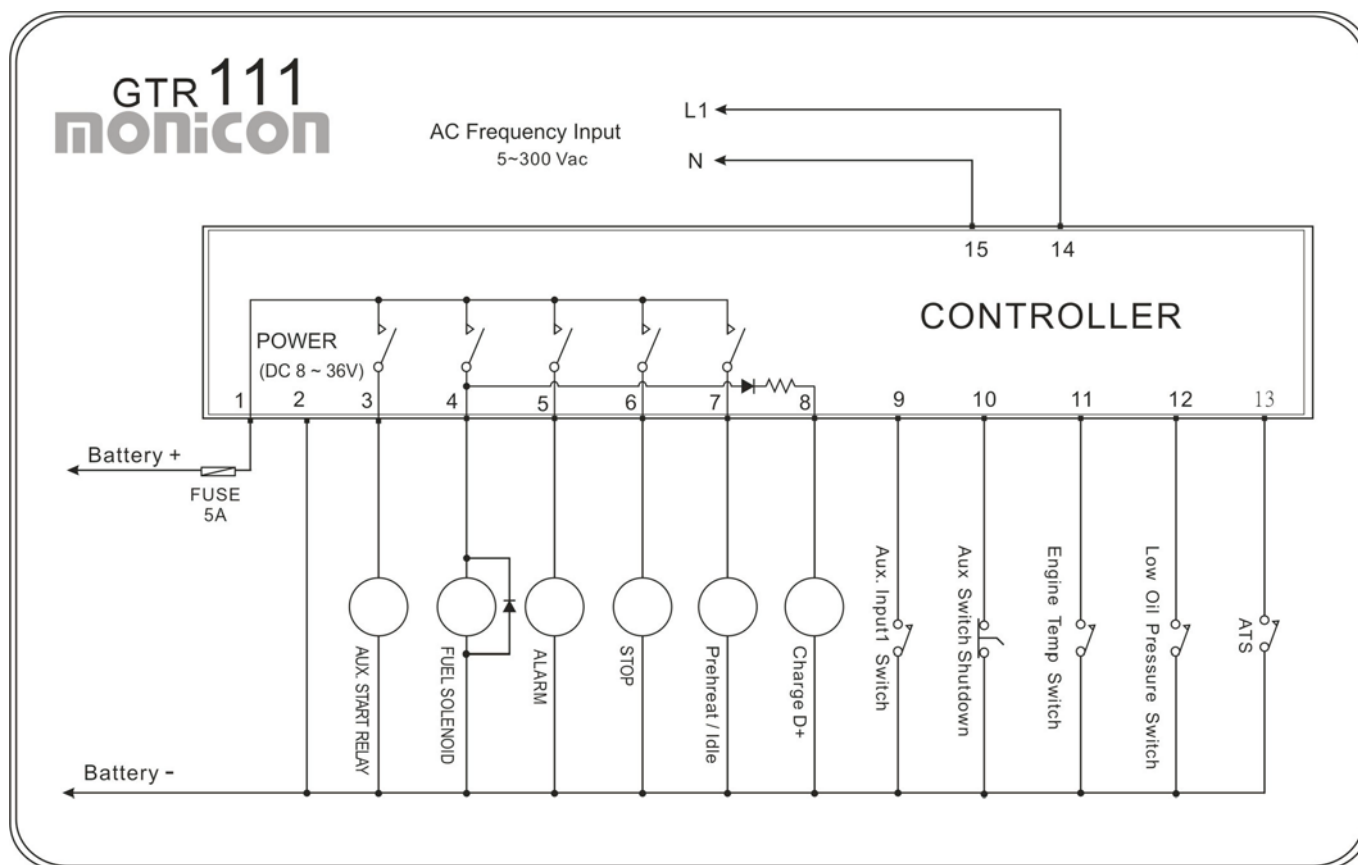 GTR 111
monicon
AC Frequency Input
5~300 Vac
L1
N
15
14
CONTROLLER
POWER
(DC 8 ~ 36V)
1
2
3
4
5
6
7
8
9
10
11
12
13
Battery +
FUSE
5A
AUX. START RELAY
FUEL SOLENOID
ALARM
STOP
Prehreat / Idle
Charge D+
Aux. Input1 Switch
Aux Switch Shutdown
Engine Temp Switch
Low Oil Pressure Switch
ATS
Battery -